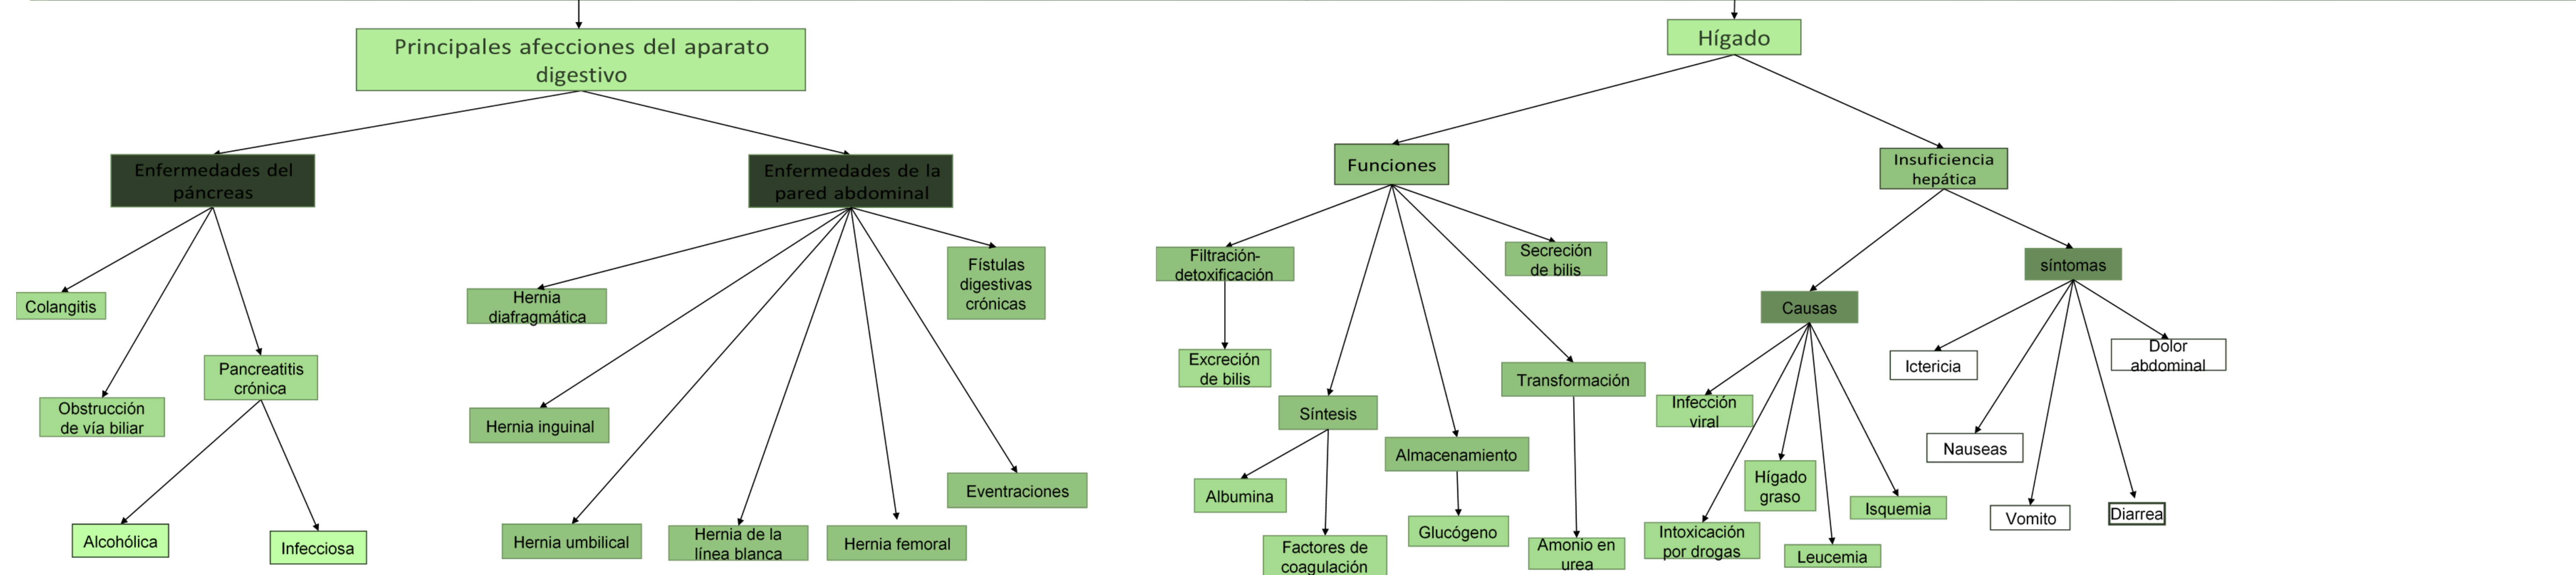 Principales afecciones del aparato
digestivo
Enfermedades del
páncreas
Enfermedades de la
pared abdominal
Colangitis
Obstrucción
de vía biliar
Pancreatitis
crónica
Alcohólica
Infecciosa
Hernia
diafragmática
Hernia inguinal
Hernia umbilical
Hernia de la
línea blanca
Hernia femoral
Eventraciones
Fístulas
digestivas
crónicas
Hígado
Funciones
Insuficiencia
hepática
Filtración-
detoxificación
Excreción
de bilis
Síntesis
Albumina
Factores de
coagulación
Almacenamiento
Glucógeno
Transformación
Amonio en
urea
Secreción
de bilis
Causas
Infección
viral
Intoxicación
por drogas
Hígado
graso
Leucemia
Isquemia
síntomas
Ictericia
Nauseas
Vomito
Diarrea
Dolor
abdominal